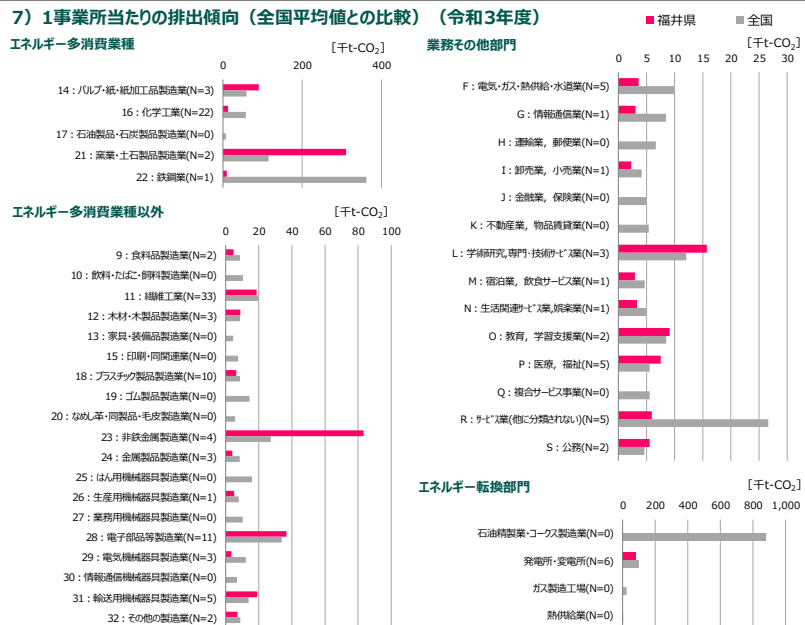 7）1事業所当たりの排出傾向（全国平均値との比較）（令和3年度）
■福井県 ■全国
エネルギー多消費業種
[千t-CO₂]
0 200 400
14：パルプ・紙・紙加工品製造業(N=3)
16：化学工業(N=22)
17：石油製品・石炭製品製造業(N=0)
21：窯業・土石製品製造業(N=2)
22：鉄鋼業(N=1)
エネルギー多消費業種以外
[千t-CO₂]
0 20 40 60 80 100
9：食料品製造業(N=2)
10：飲料・たばこ・飼料製造業(N=0)
11：繊維工業(N=33)
12：木材・木製品製造業(N=3)
13：家具・装備品製造業(N=0)
15：印刷・同関連業(N=0)
18：プラスチック製品製造業(N=10)
19：ゴム製品製造業(N=0)
20：なめし革・同製品・毛皮製造業(N=0)
23：非鉄金属製造業(N=4)
24：金属製品製造業(N=3)
25：はん用機械器具製造業(N=0)
26：生産用機械器具製造業(N=1)
27：業務用機械器具製造業(N=0)
28：電子部品等製造業(N=11)
29：電気機械器具製造業(N=3)
30：情報通信機械器具製造業(N=0)
31：輸送用機械器具製造業(N=5)
32：その他の製造業(N=2)
業務その他部門
[千t-CO₂]
0 5 10 15 20 25 30
F：電気・ガス・熱供給・水道業(N=5)
G：情報通信業(N=1)
H：運輸業，郵便業(N=0)
I：卸売業，小売業(N=1)
J：金融業，保険業(N=0)
K：不動産業，物品賃貸業(N=0)
L：学術研究,専門・技術ｻｰﾋﾞｽ業(N=3)
M：宿泊業，飲食サービス業(N=1)
N：生活関連ｻｰﾋﾞｽ業,娯楽業(N=1)
O：教育，学習支援業(N=2)
P：医療，福祉(N=5)
Q：複合サービス事業(N=0)
R：ｻｰﾋﾞｽ業(他に分類されない)(N=5)
S：公務(N=2)
エネルギー転換部門
[千t-CO₂]
0 200 400 600 800 1,000
石油精製業・コークス製造業(N=0)
発電所・変電所(N=6)
ガス製造工場(N=0)
熱供給業(N=0)